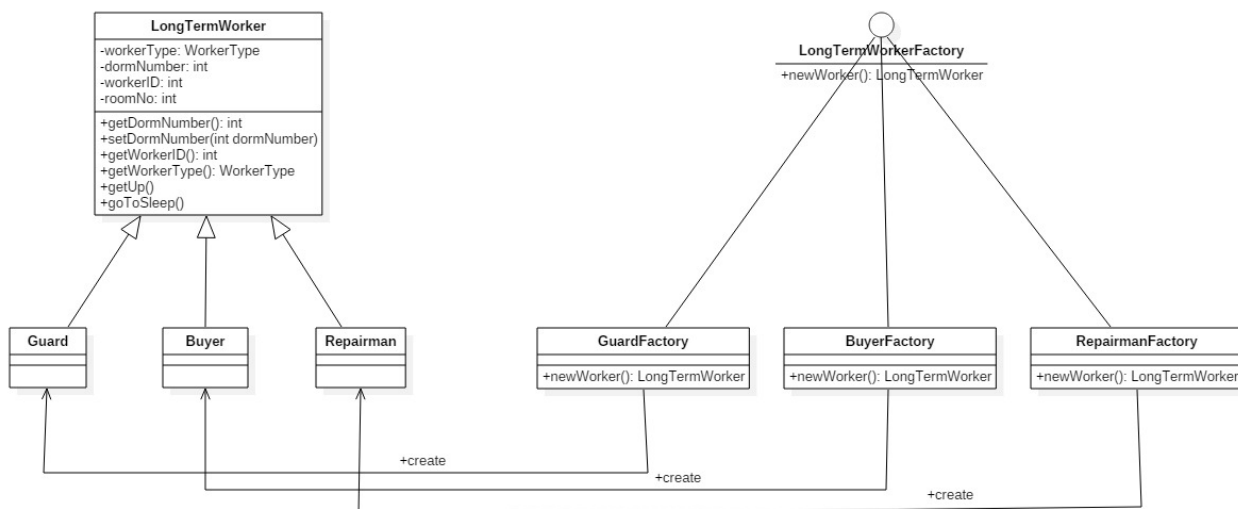 LongTermWorker
-workerType: WorkerType
-dormNumber: int
-workerID: int
-roomNo: int
+getDormNumber(): int
+setDormNumber(int dormNumber)
+getWorkerID(): int
+getWorkerType(): WorkerType
+getUp()
+goToSleep()
LongTermWorkerFactory
+newWorker(): LongTermWorker
Guard
Buyer
Repairman
GuardFactory
+newWorker(): LongTermWorker
BuyerFactory
+newWorker(): LongTermWorker
RepairmanFactory
+newWorker(): LongTermWorker
+create
+create
+create